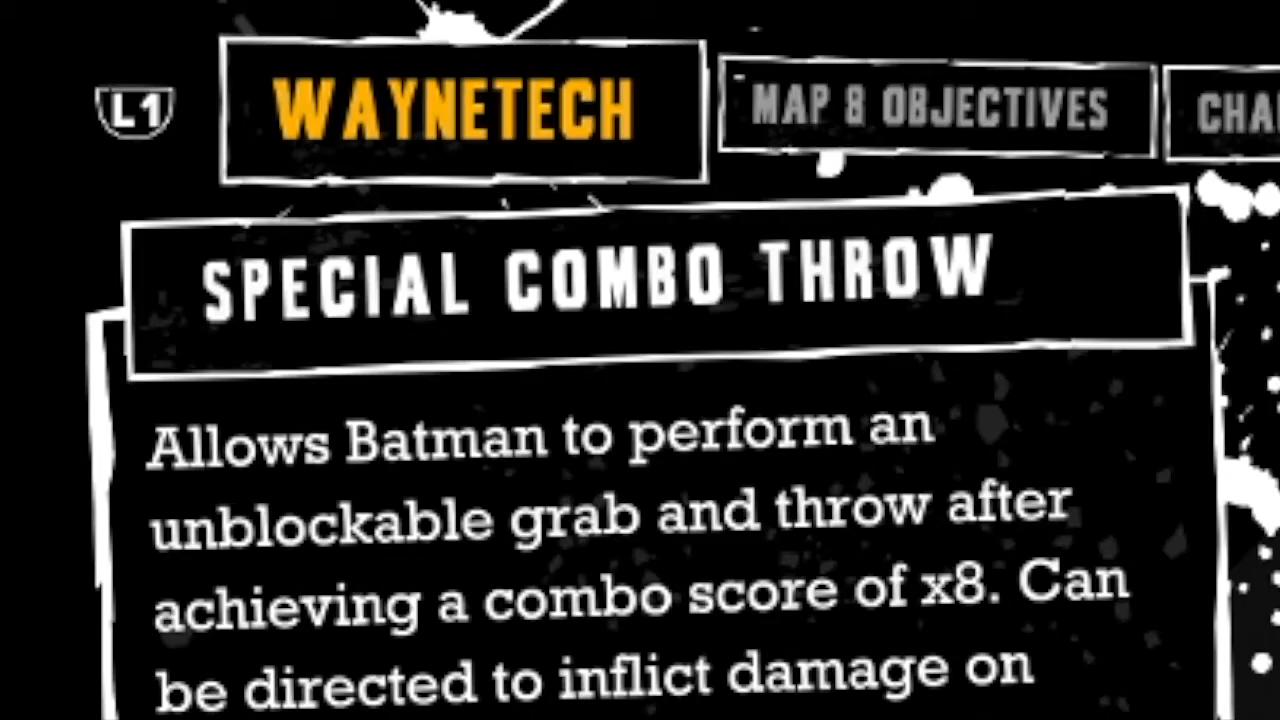 L1 WAYNETECH MAP & OBJECTIVES CHA
SPECIAL COMBO THROW
Allows Batman to perform an
unblockable grab and throw after
achieving a combo score of x8. Can
be directed to inflict damage on